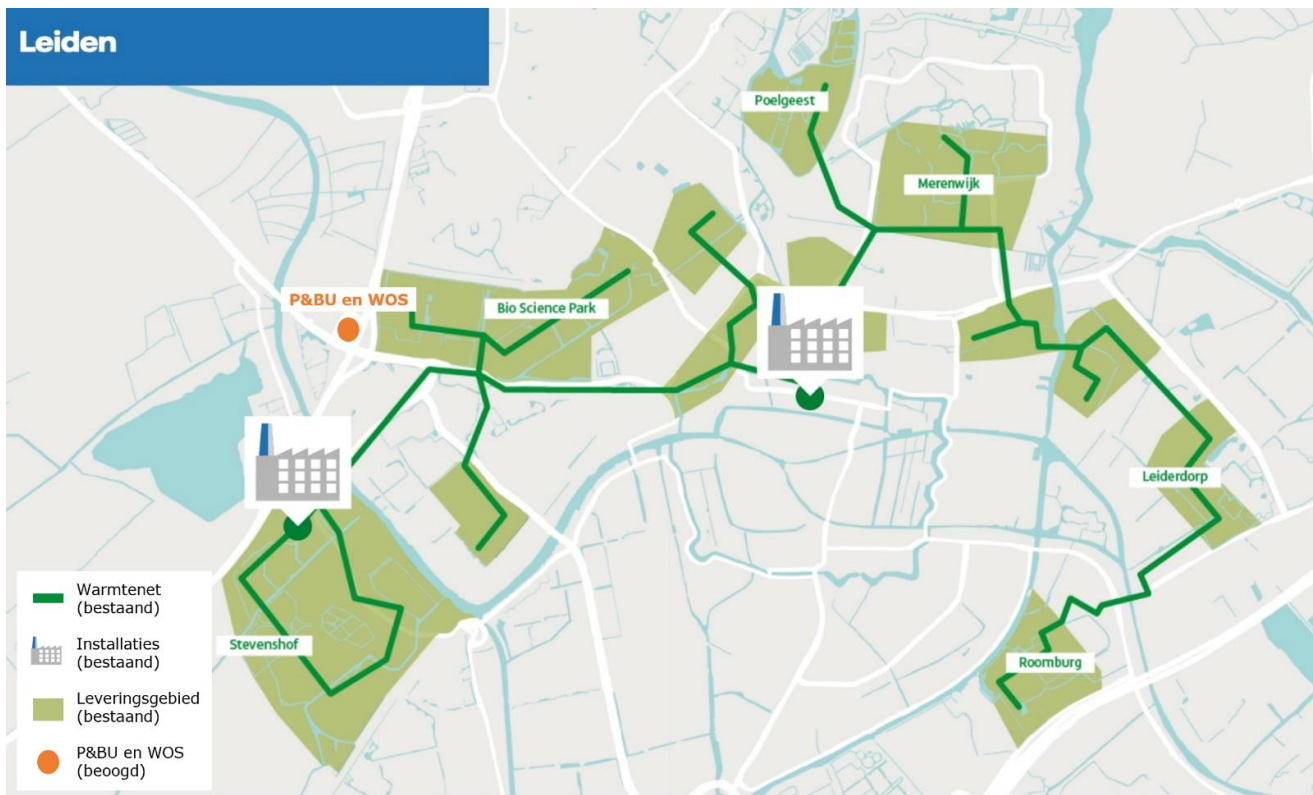 Leiden
Poelgeest
Merenwijk
P&BU en WOS
Bio Science Park
Leiderdorp
Stevenshof
Roomburg
Warmtenet
(bestaand)
Installaties
(bestaand)
Leveringsgebied
(bestaand)
P&BU en WOS
(beoogd)